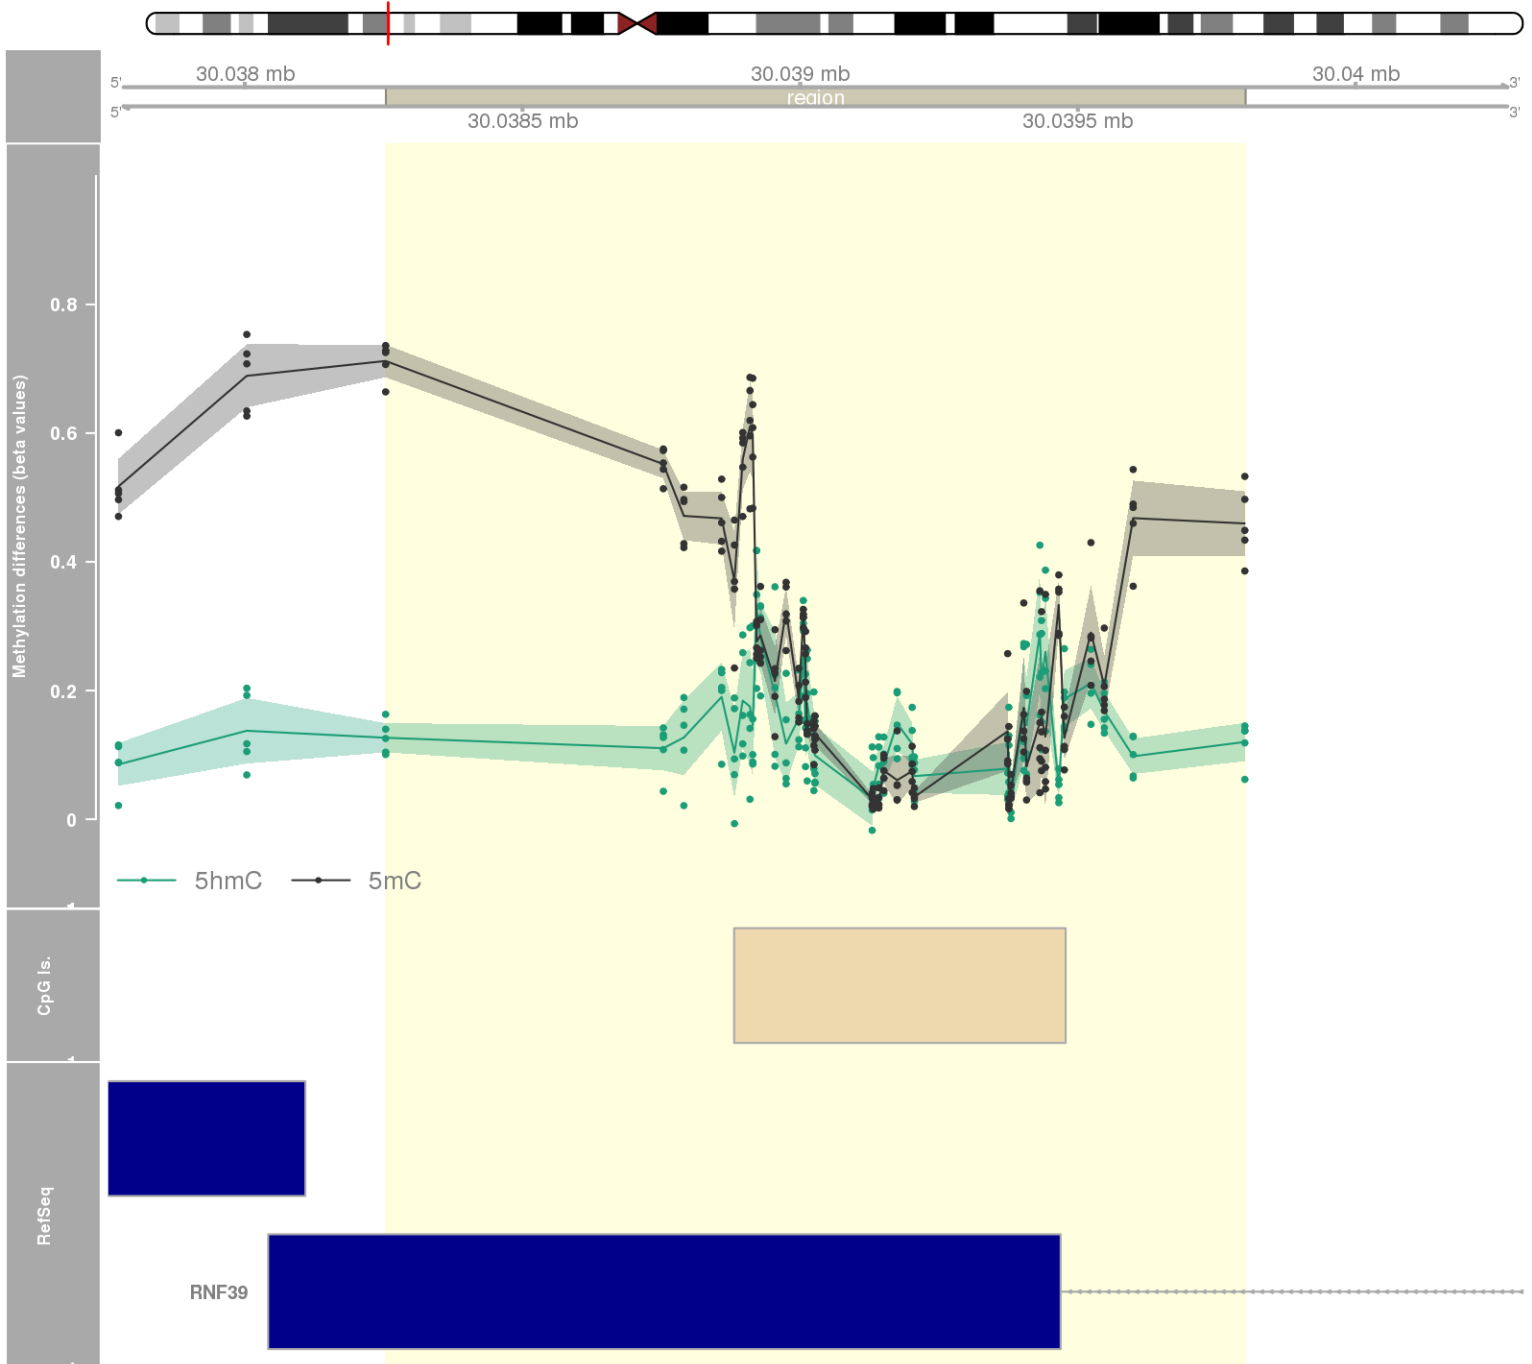 30.038 mb
30.039 mb
30.04 mb
5'
3'
region
5'
3'
30.0385 mb
30.0395 mb
Methylation differences (beta values)
0.8
0.6
0.4
0.2
0
5hmC
5mC
CpG Is.
RefSeq
RNF39